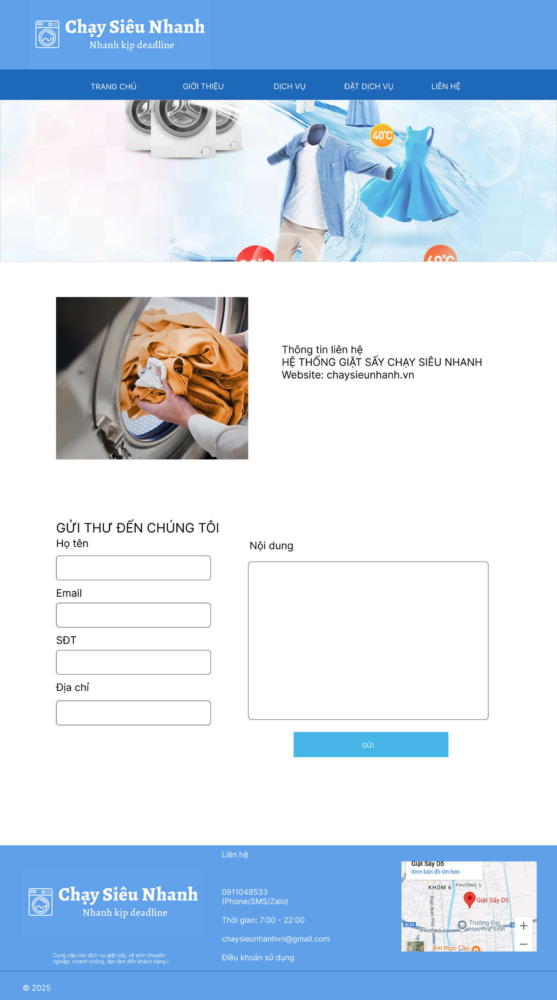 Chạy Siêu Nhanh
Nhanh kịp deadline
TRANG CHỦ
GIỚI THIỆU
DỊCH VỤ
ĐẶT DỊCH VỤ
LIÊN HỆ
40°C
60°C
Thông tin liên hệ
HỆ THỐNG GIẶT SẤY CHẠY SIÊU NHANH
Website: chaysieunhanh.vn
GỬI THƯ ĐẾN CHÚNG TÔI
Họ tên
Nội dung
Email
SĐT
Địa chỉ
GỬI
Liên hệ
Chạy Siêu Nhanh
Nhanh kịp deadline
Cung cấp các dịch vụ giặt sấy, vệ sinh chuyên
nghiệp, nhanh chóng, tận tâm đến khách hàng !
0911048533
(Phone/SMS/Zalo)
Thời gian: 7:00 - 22:00
chaysieunhanhvn@gmail.com
Điều khoản sử dụng
Giặt Sấy D5
Xem bản đồ lớn hơn
KHÓM 6
PHƯỜNG 5
Giặt Sấy D5
Điện Biên Phủ
Trường Đại
Học Trà Vinh
QL53
PHƯỜNG 6
Ẩm thực Cầu
© 2025